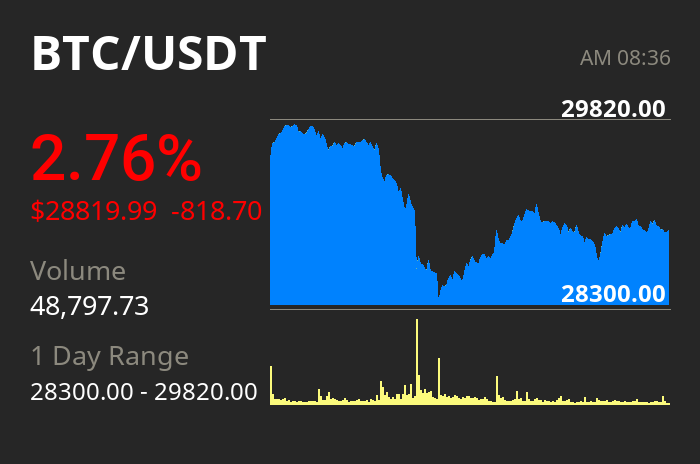 BTC/USDT
AM 08:36
29820.00
2.76%
$28819.99 -818.70
Volume
48,797.73
28300.00
1 Day Range
28300.00 - 29820.00